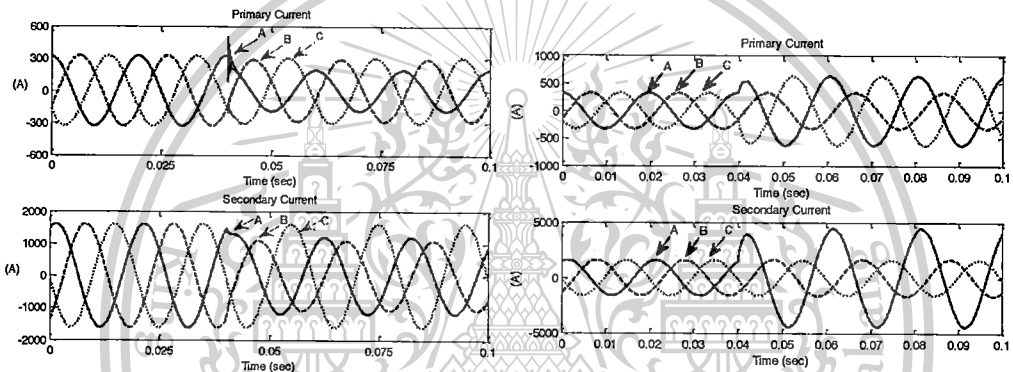 Primary Current
600
300
0
-300
-600
(A)
A
B
C
0
0.025
0.05
0.075
0.1
Time (sec)
Secondary Current
2000
1000
0
-1000
-2000
(A)
A
B
C
0
0.025
0.05
0.075
0.1
Time (sec)
Primary Current
1000
500
0
-500
-1000
(A)
A
B
C
0
0.01
0.02
0.03
0.04
0.05
0.06
0.07
0.08
0.09
0.1
Time (sec)
Secondary Current
5000
0
-5000
(A)
A
B
C
0
0.01
0.02
0.03
0.04
0.05
0.06
0.07
0.08
0.09
0.1
Time (sec)